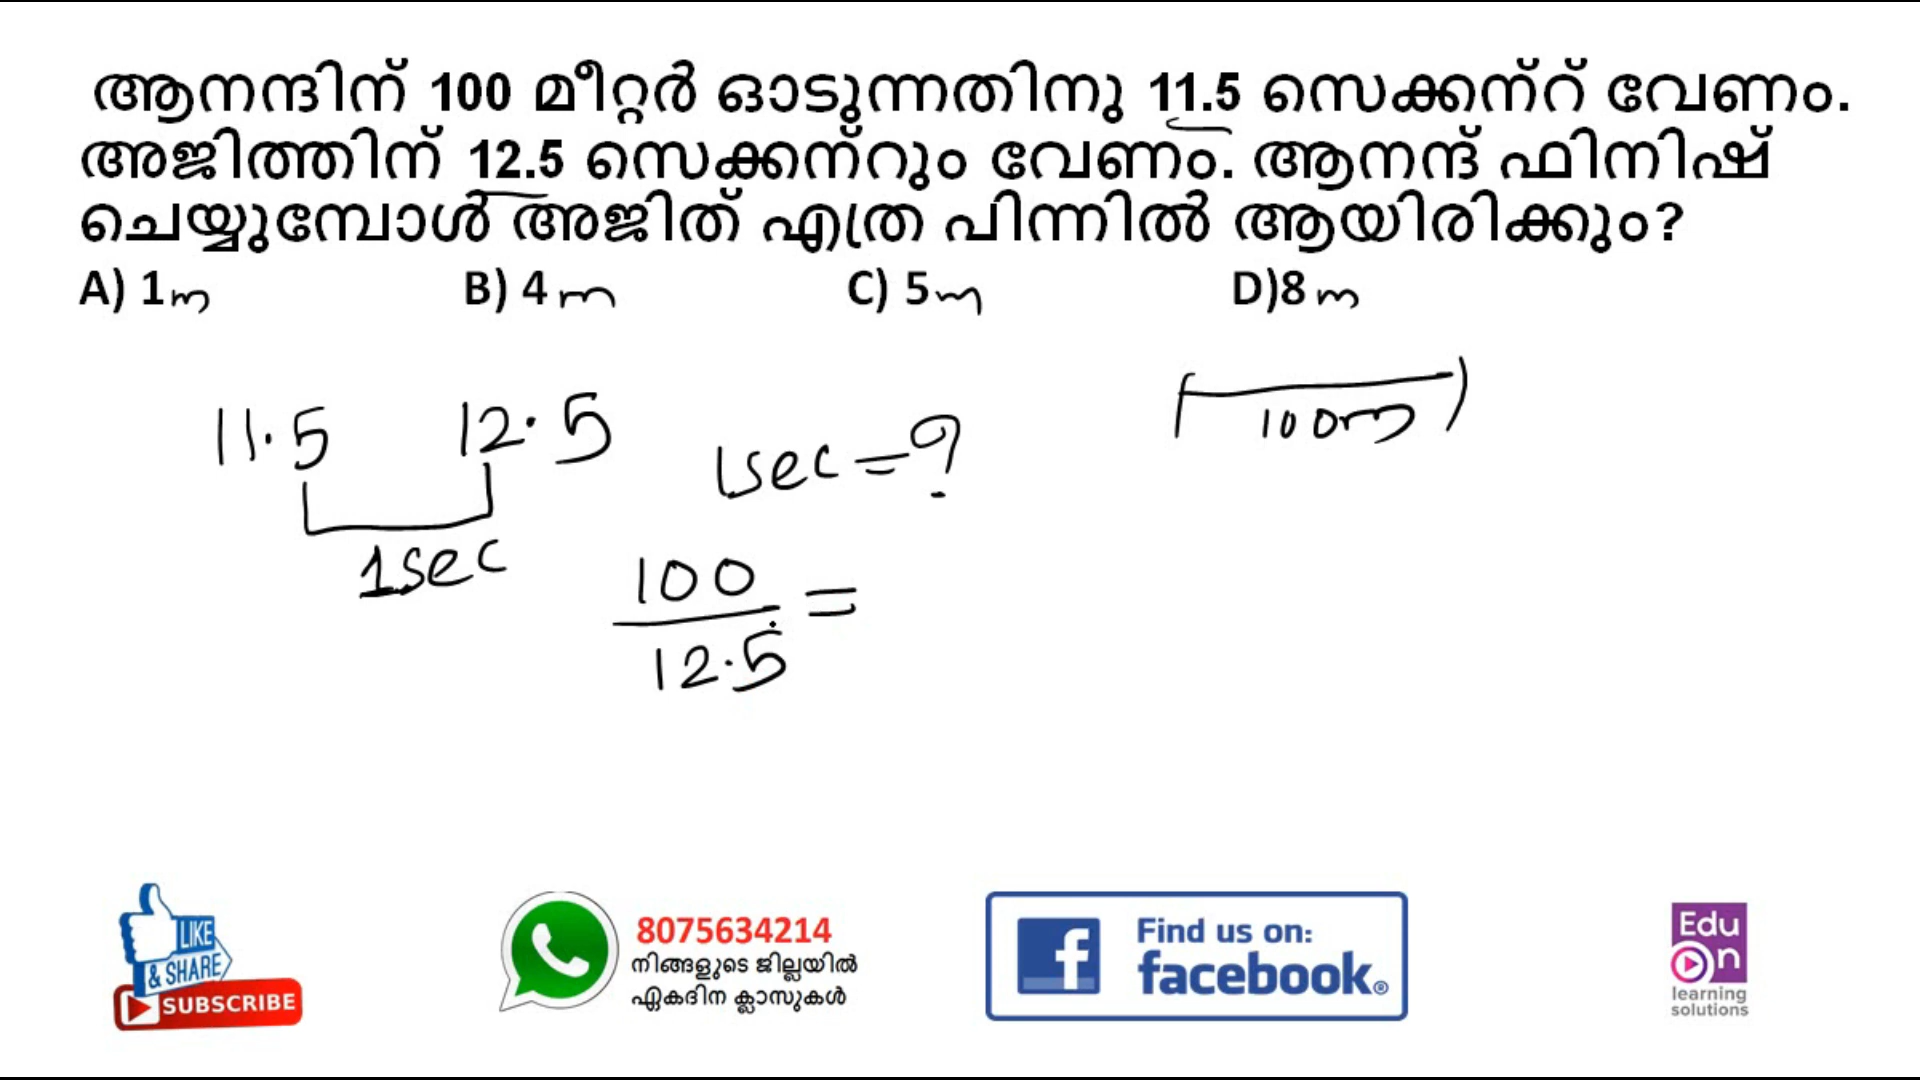 ആനന്ദിന് 100 മീറ്റർ ഓടുന്നതിനു 11.5 സെക്കന്റ് വേണം.
അജിത്തിന് 12.5 സെക്കന്റും വേണം. ആനന്ദ് ഫിനിഷ്
ചെയ്യുമ്പോൾ അജിത് എത്ര പിന്നിൽ ആയിരിക്കും?
A) 1m B) 4m C) 5m D)8m
100m
11.5 12.5 1sec=?
1sec
100
12.5 =
LIKE
& SHARE
SUBSCRIBE
8075634214
നിങ്ങളുടെ ജില്ലയിൽ
ഏകദിന ക്ലാസുകൾ
Find us on:
facebook®
Edu
On
learning
solutions